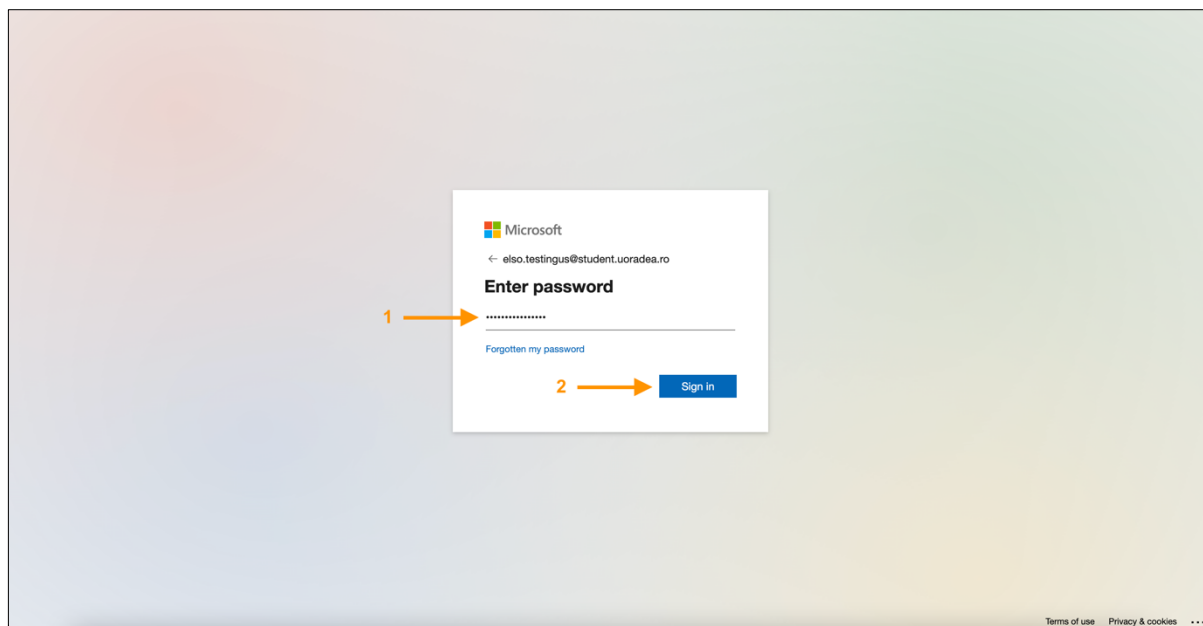 Microsoft
← elso.testingus@student.uoradea.ro
Enter password
1
••••••••••••••••
Forgotten my password
2
Sign in
Terms of use Privacy & cookies ...